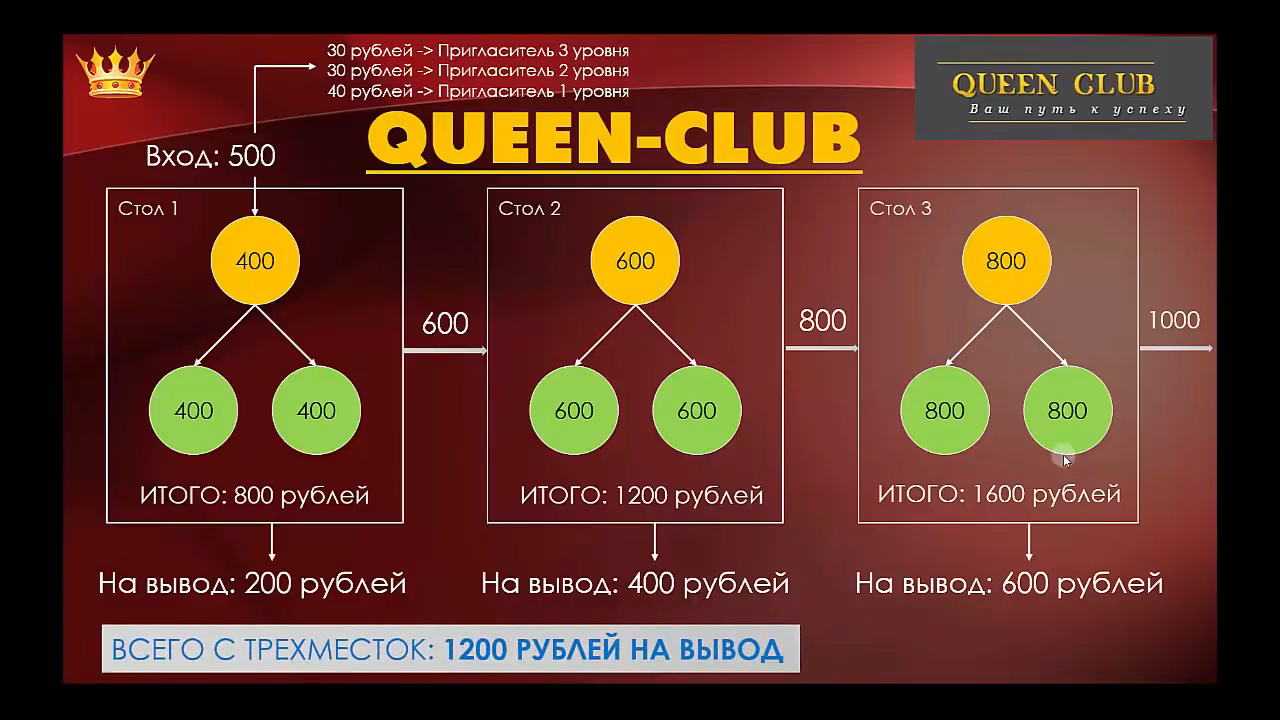 30 рублей -> Пригласитель 3 уровня
30 рублей -> Пригласитель 2 уровня
40 рублей -> Пригласитель 1 уровня
QUEEN CLUB
Ваш путь к успеху
QUEEN-CLUB
Вход: 500
Стол 1
Стол 2
Стол 3
400
600
800
600
800
1000
400 400
600 600
800 800
ИТОГО: 800 рублей
ИТОГО: 1200 рублей
ИТОГО: 1600 рублей
На вывод: 200 рублей
На вывод: 400 рублей
На вывод: 600 рублей
ВСЕГО С ТРЕХМЕСТОК: 1200 РУБЛЕЙ НА ВЫВОД